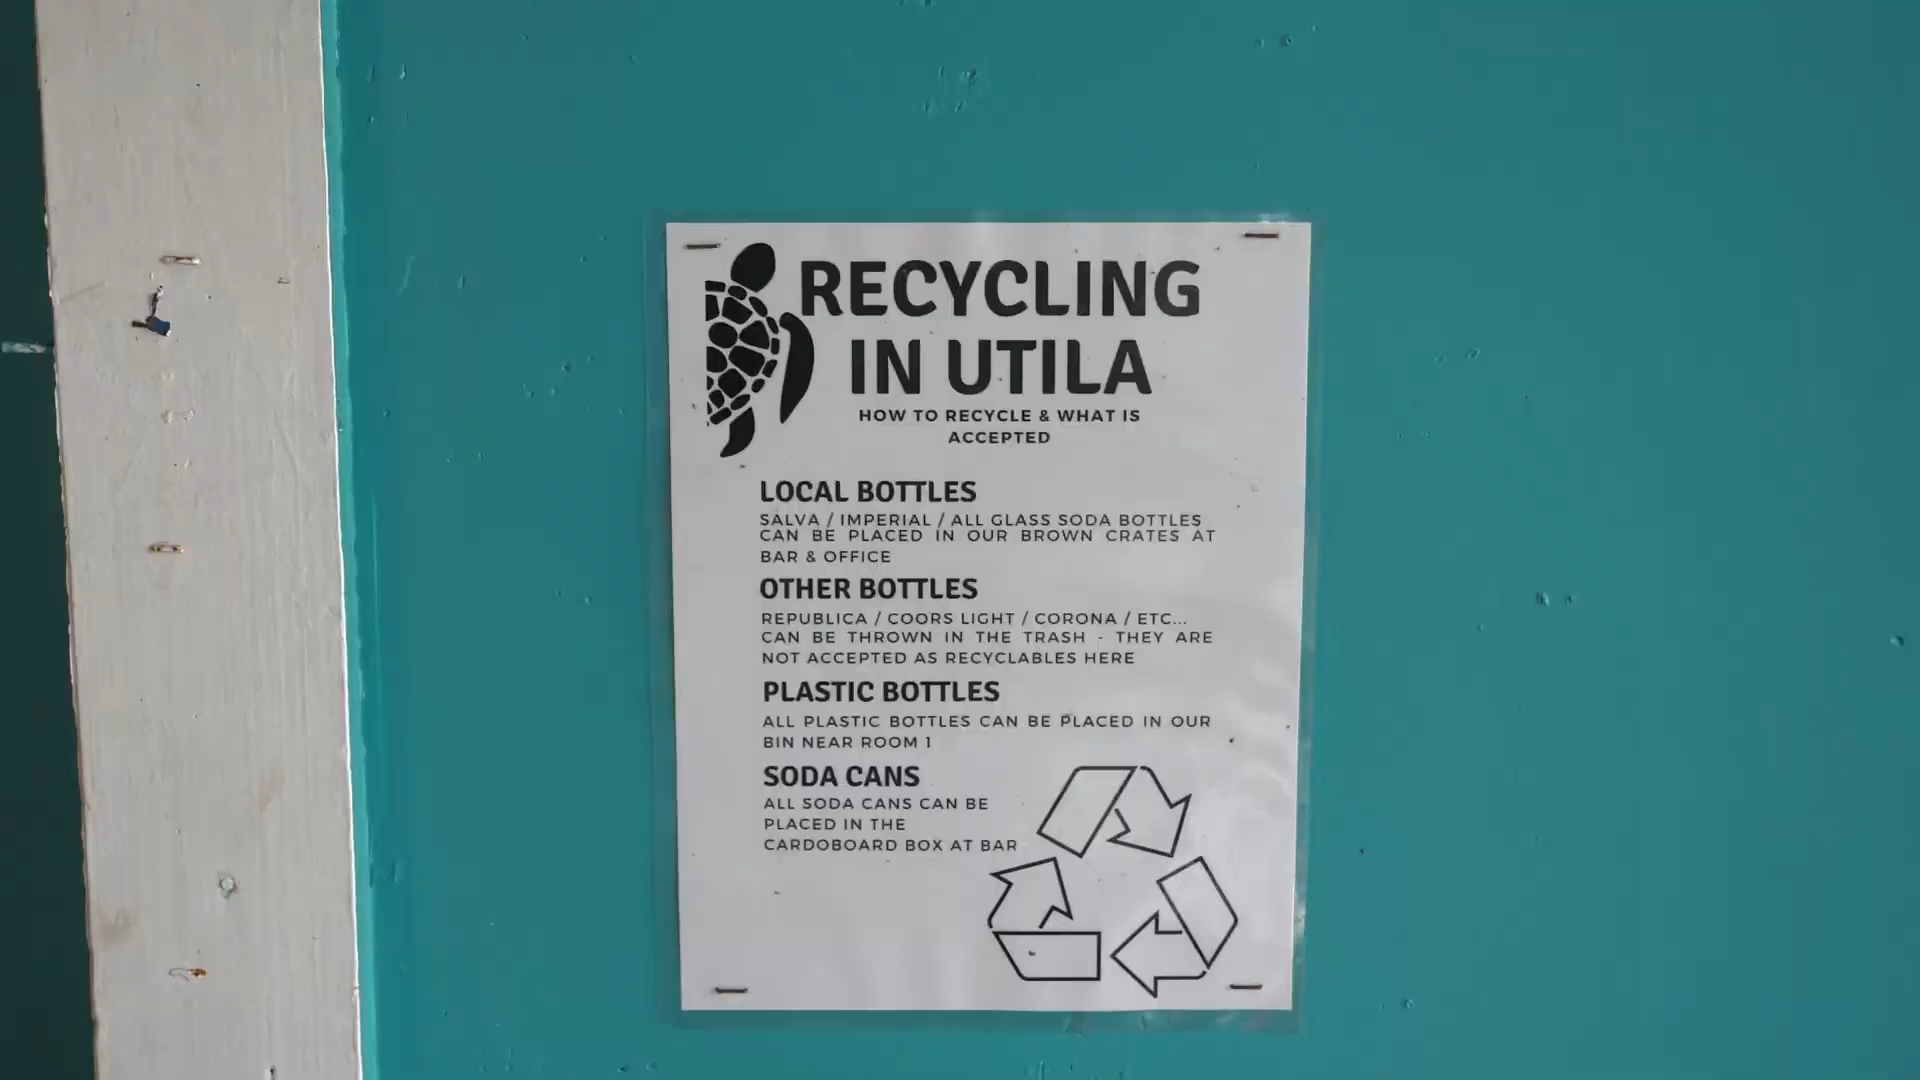 RECYCLING
IN UTILA
HOW TO RECYCLE & WHAT IS
ACCEPTED
LOCAL BOTTLES
SALVA / IMPERIAL / ALL GLASS SODA BOTTLES
CAN BE PLACED IN OUR BROWN CRATES AT
BAR & OFFICE
OTHER BOTTLES
REPUBLICA / COORS LIGHT / CORONA / ETC...
CAN BE THROWN IN THE TRASH - THEY ARE
NOT ACCEPTED AS RECYCLABLES HERE
PLASTIC BOTTLES
ALL PLASTIC BOTTLES CAN BE PLACED IN OUR
BIN NEAR ROOM 1
SODA CANS
ALL SODA CANS CAN BE
PLACED IN THE
CARDOBOARD BOX AT BAR